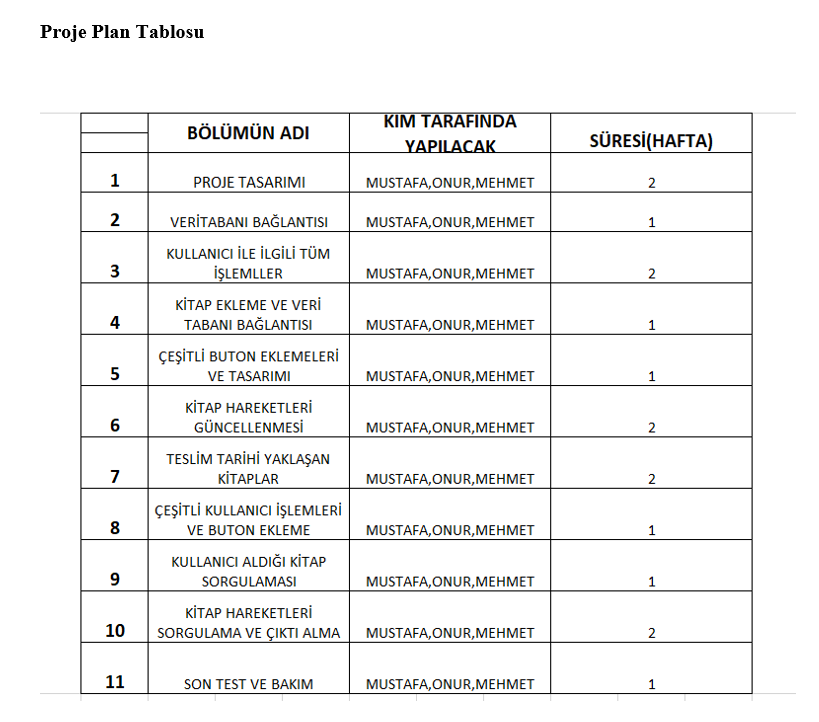 Proje Plan Tablosu
BÖLÜMÜN ADI
KİM TARAFINDA
YAPILACAK
SÜRESİ(HAFTA)
1
PROJE TASARIMI
MUSTAFA,ONUR,MEHMET
2
2
VERİTABANI BAĞLANTISI
MUSTAFA,ONUR,MEHMET
1
3
KULLANICI İLE İLGİLİ TÜM
İŞLEMLLER
MUSTAFA,ONUR,MEHMET
2
4
KİTAP EKLEME VE VERİ
TABANI BAĞLANTISI
MUSTAFA,ONUR,MEHMET
1
5
ÇEŞİTLİ BUTON EKLEMELERİ
VE TASARIMI
MUSTAFA,ONUR,MEHMET
1
6
KİTAP HAREKETLERİ
GÜNCELLENMESİ
MUSTAFA,ONUR,MEHMET
2
7
TESLİM TARİHİ YAKLAŞAN
KİTAPLAR
MUSTAFA,ONUR,MEHMET
2
8
ÇEŞİTLİ KULLANICI İŞLEMLERİ
VE BUTON EKLEME
MUSTAFA,ONUR,MEHMET
1
9
KULLANICI ALDIĞI KİTAP
SORGULAMASI
MUSTAFA,ONUR,MEHMET
1
10
KİTAP HAREKETLERİ
SORGULAMA VE ÇIKTI ALMA
MUSTAFA,ONUR,MEHMET
2
11
SON TEST VE BAKIM
MUSTAFA,ONUR,MEHMET
1